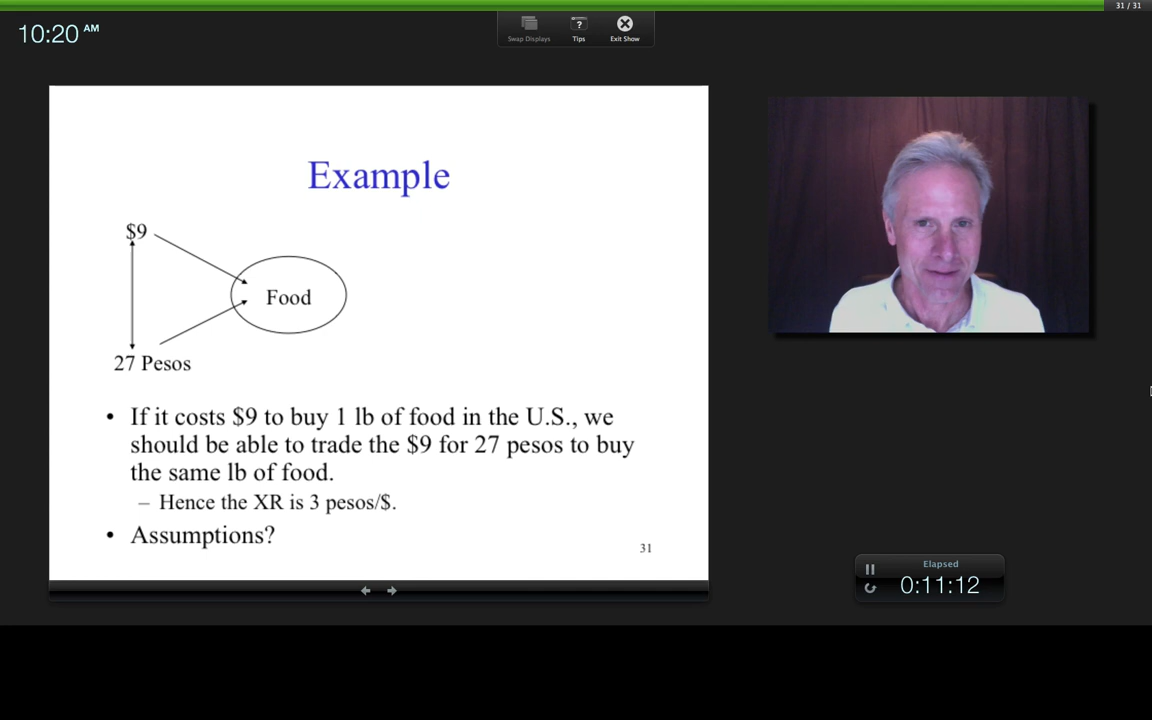 31 / 31
10:20 AM
Swap Displays
?
Tips
Exit Show
Example
$9
Food
27 Pesos
• If it costs $9 to buy 1 lb of food in the U.S., we
should be able to trade the $9 for 27 pesos to buy
the same lb of food.
– Hence the XR is 3 pesos/$.
• Assumptions?
31
Elapsed
0:11:12